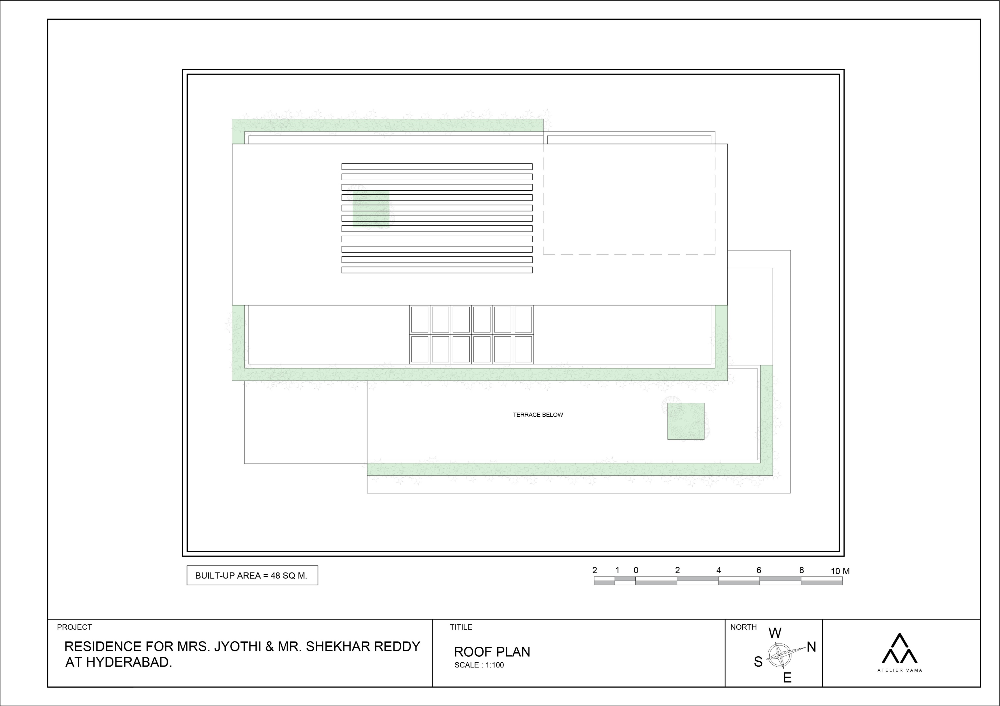 TERRACE BELOW
BUILT-UP AREA = 48 SQ M.
2 1 0 2 4 6 8 10 M
PROJECT
RESIDENCE FOR MRS. JYOTHI & MR. SHEKHAR REDDY
AT HYDERABAD.
TITILE
ROOF PLAN
SCALE : 1:100
NORTH
W
N
S
E
ATELIER VAMA